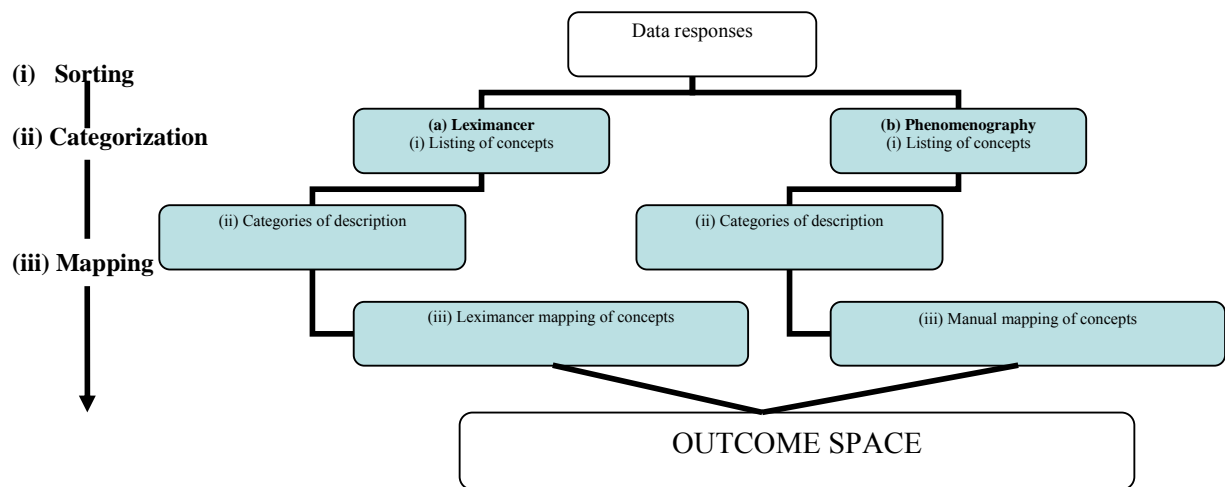 Data responses
(i) Sorting
(a) Leximancer
(i) Listing of concepts
(b) Phenomenography
(i) Listing of concepts
(ii) Categorization
(ii) Categories of description
(ii) Categories of description
(iii) Mapping
(iii) Leximancer mapping of concepts
(iii) Manual mapping of concepts
OUTCOME SPACE